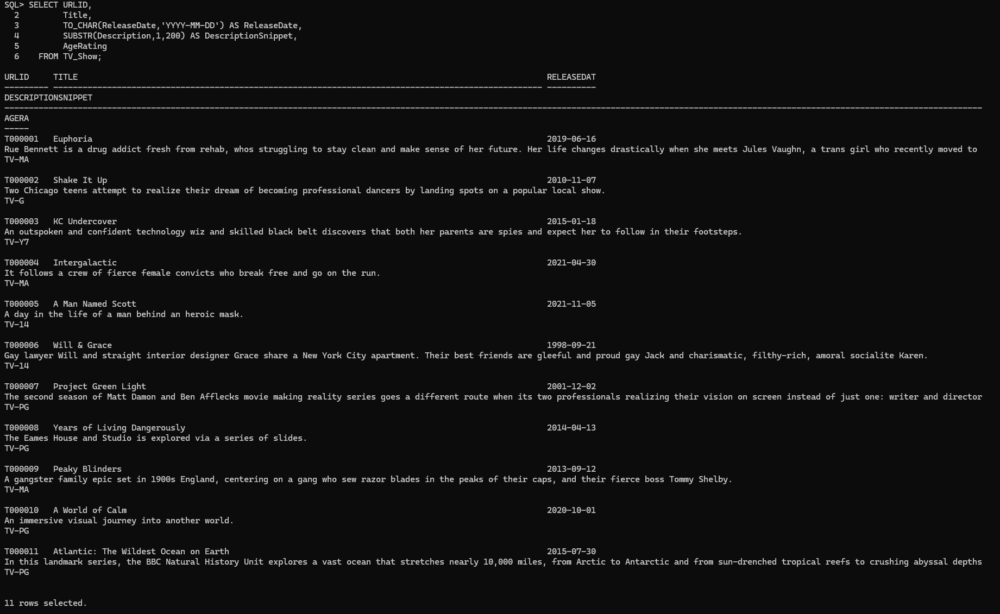 SQL> SELECT URLID,
  2         Title,
  3         TO_CHAR(ReleaseDate,'YYYY-MM-DD') AS ReleaseDate,
  4         SUBSTR(Description,1,200) AS DescriptionSnippet,
  5         AgeRating
  6    FROM TV_Show;
URLID     TITLE                                                                                                RELEASEDAT
--------- ---------------------------------------------------------------------------------------------------- ----------
DESCRIPTIONSNIPPET
--------------------------------------------------------------------------------------------------------------------------------------------------------------------------------------------------------
AGERA
-----
T000001   Euphoria                                                                                             2019-06-16
Rue Bennett is a drug addict fresh from rehab, whos struggling to stay clean and make sense of her future. Her life changes drastically when she meets Jules Vaughn, a trans girl who recently moved to
TV-MA
T000002   Shake It Up                                                                                          2010-11-07
Two Chicago teens attempt to realize their dream of becoming professional dancers by landing spots on a popular local show.
TV-G
T000003   KC Undercover                                                                                        2015-01-18
An outspoken and confident technology wiz and skilled black belt discovers that both her parents are spies and expect her to follow in their footsteps.
TV-Y7
T000004   Intergalactic                                                                                        2021-04-30
It follows a crew of fierce female convicts who break free and go on the run.
TV-MA
T000005   A Man Named Scott                                                                                    2021-11-05
A day in the life of a man behind an heroic mask.
TV-14
T000006   Will & Grace                                                                                         1998-09-21
Gay lawyer Will and straight interior designer Grace share a New York City apartment. Their best friends are gleeful and proud gay Jack and charismatic, filthy-rich, amoral socialite Karen.
TV-14
T000007   Project Green Light                                                                                  2001-12-02
The second season of Matt Damon and Ben Afflecks movie making reality series goes a different route when its two professionals realizing their vision on screen instead of just one: writer and director
TV-PG
T000008   Years of Living Dangerously                                                                          2014-04-13
The Eames House and Studio is explored via a series of slides.
TV-PG
T000009   Peaky Blinders                                                                                       2013-09-12
A gangster family epic set in 1900s England, centering on a gang who sew razor blades in the peaks of their caps, and their fierce boss Tommy Shelby.
TV-MA
T000010   A World of Calm                                                                                      2020-10-01
An immersive visual journey into another world.
TV-PG
T000011   Atlantic: The Wildest Ocean on Earth                                                                 2015-07-30
In this landmark series, the BBC Natural History Unit explores a vast ocean that stretches nearly 10,000 miles, from Arctic to Antarctic and from sun-drenched tropical reefs to crushing abyssal depths
TV-PG
11 rows selected.